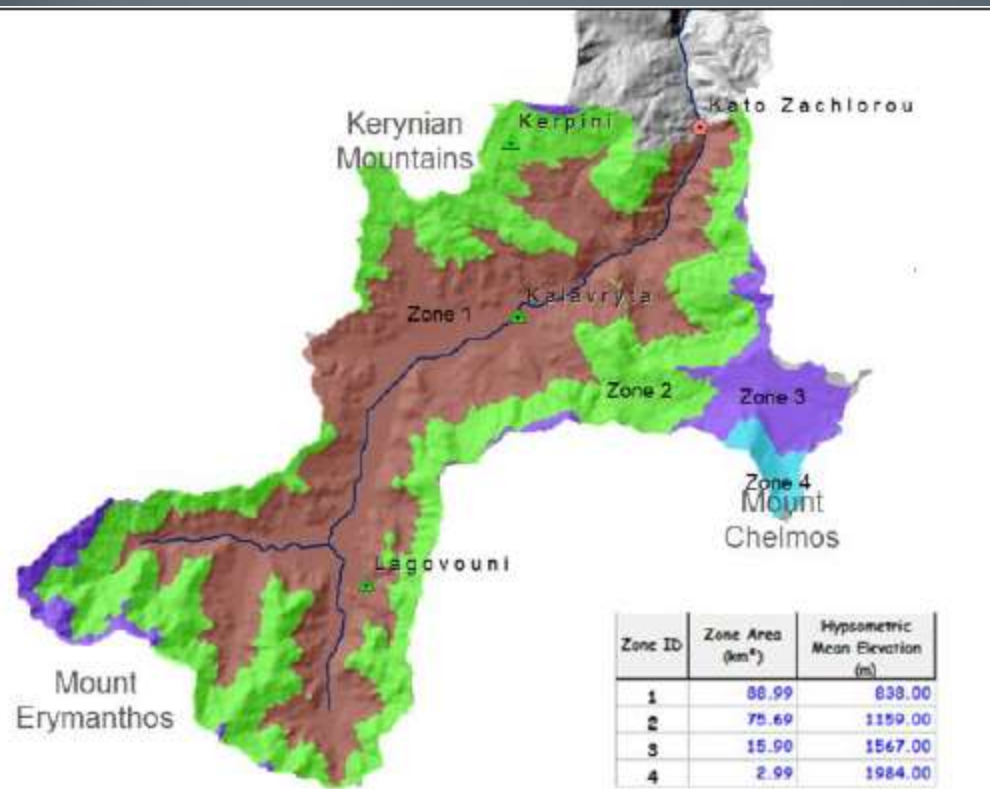 Kato Zachlorou
Kerynian
Mountains
Kerpini
Kalavryta
Zone 1
Zone 2
Zone 3
Zone 4
Mount
Chelmos
Lagovouni
Mount
Erymanthos
Zone ID Zone Area (km²) Hypsometric Mean Elevation (m)
1 88.99 838.00
2 75.69 1159.00
3 15.90 1567.00
4 2.99 1984.00